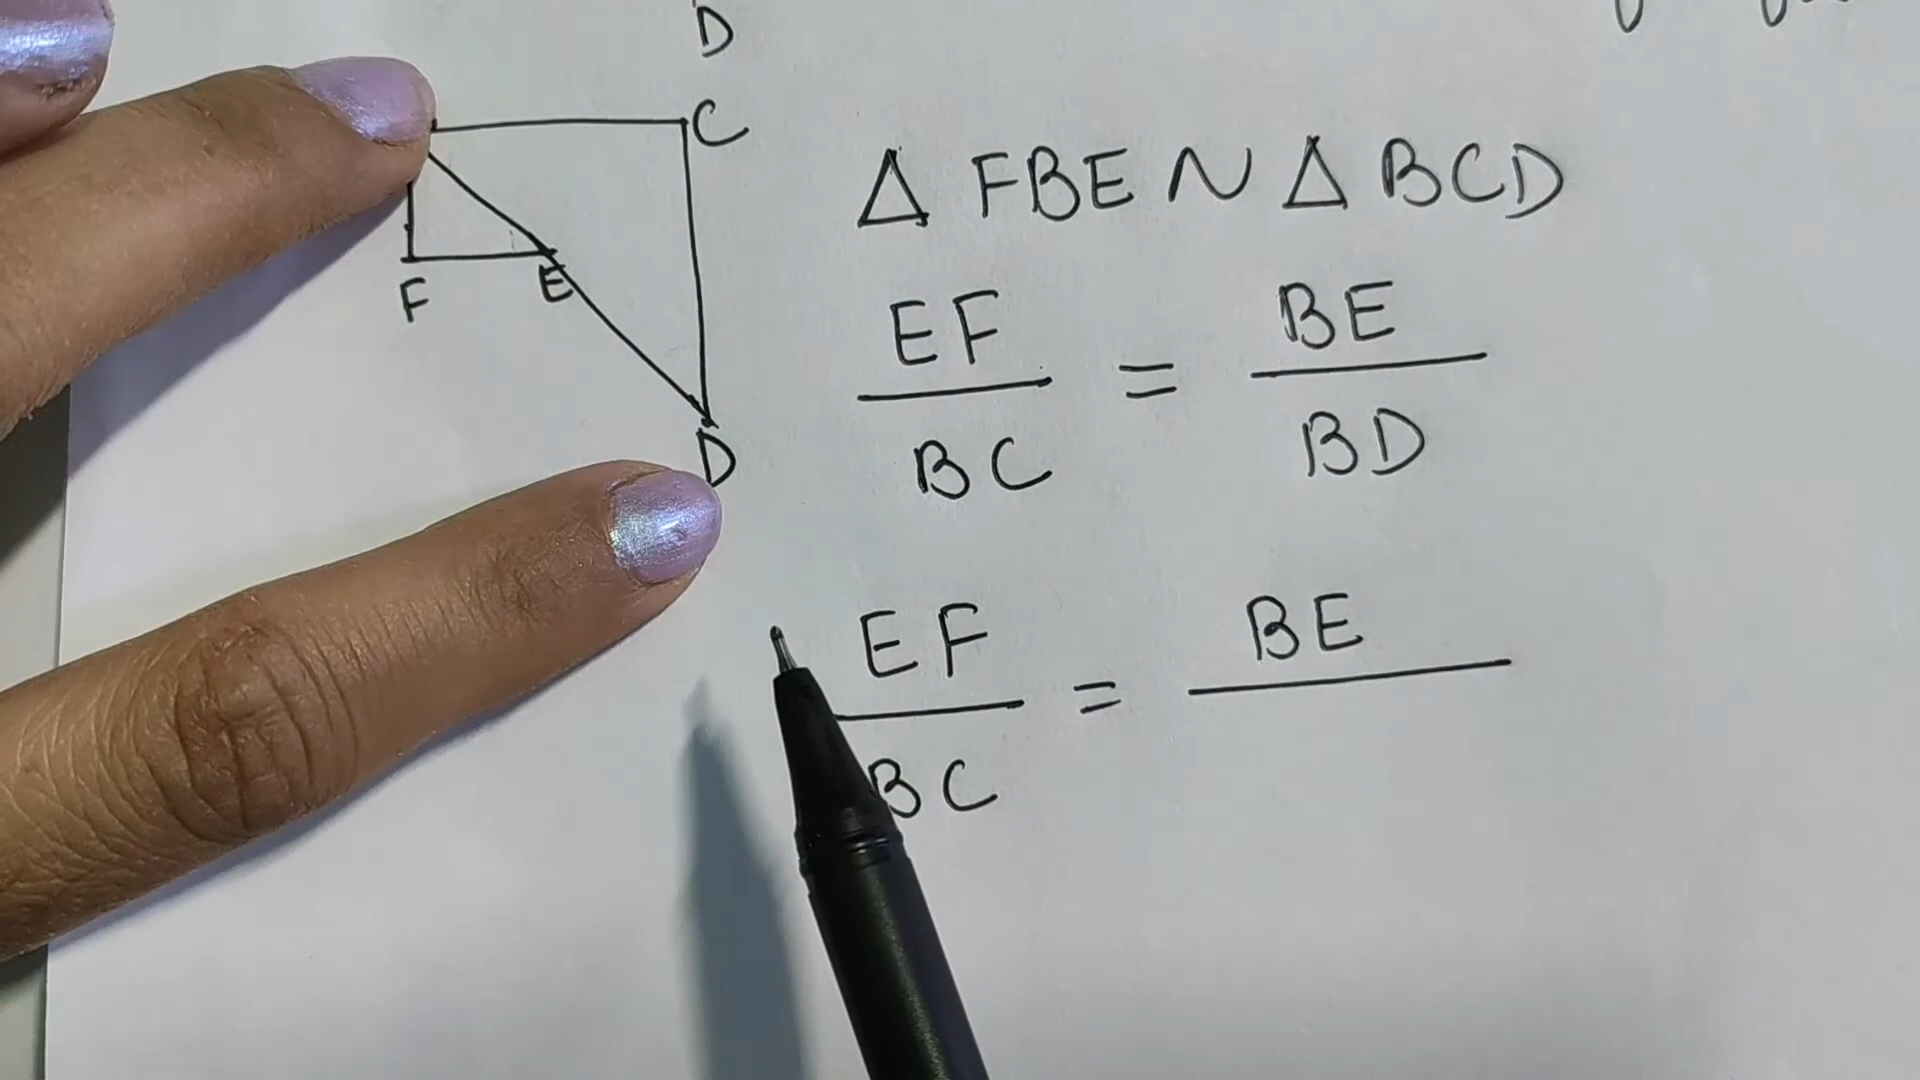 D
C
F
E
D
Δ FBE ~ Δ BCD
EF/BC = BE/BD
EF/BC = BE/